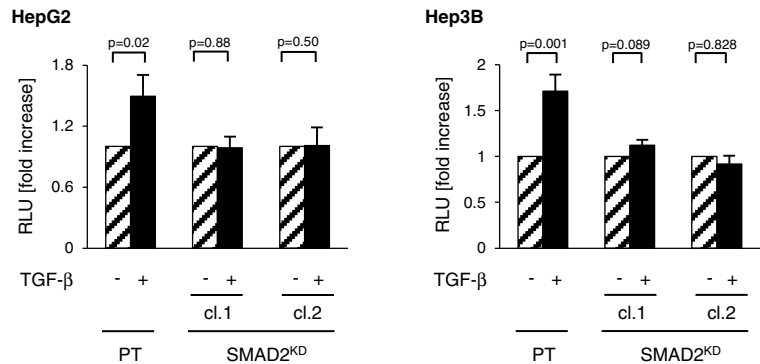 HepG2
p=0.02 p=0.88 p=0.50
1.8
1.2
0.6
0
RLU [fold increase]
TGF-β - + - + - +
cl.1 cl.2
PT SMAD2KD
Hep3B
p=0.001 p=0.089 p=0.828
2
1.5
1
0.5
0
RLU [fold increase]
TGF-β - + - + - +
cl.1 cl.2
PT SMAD2KD